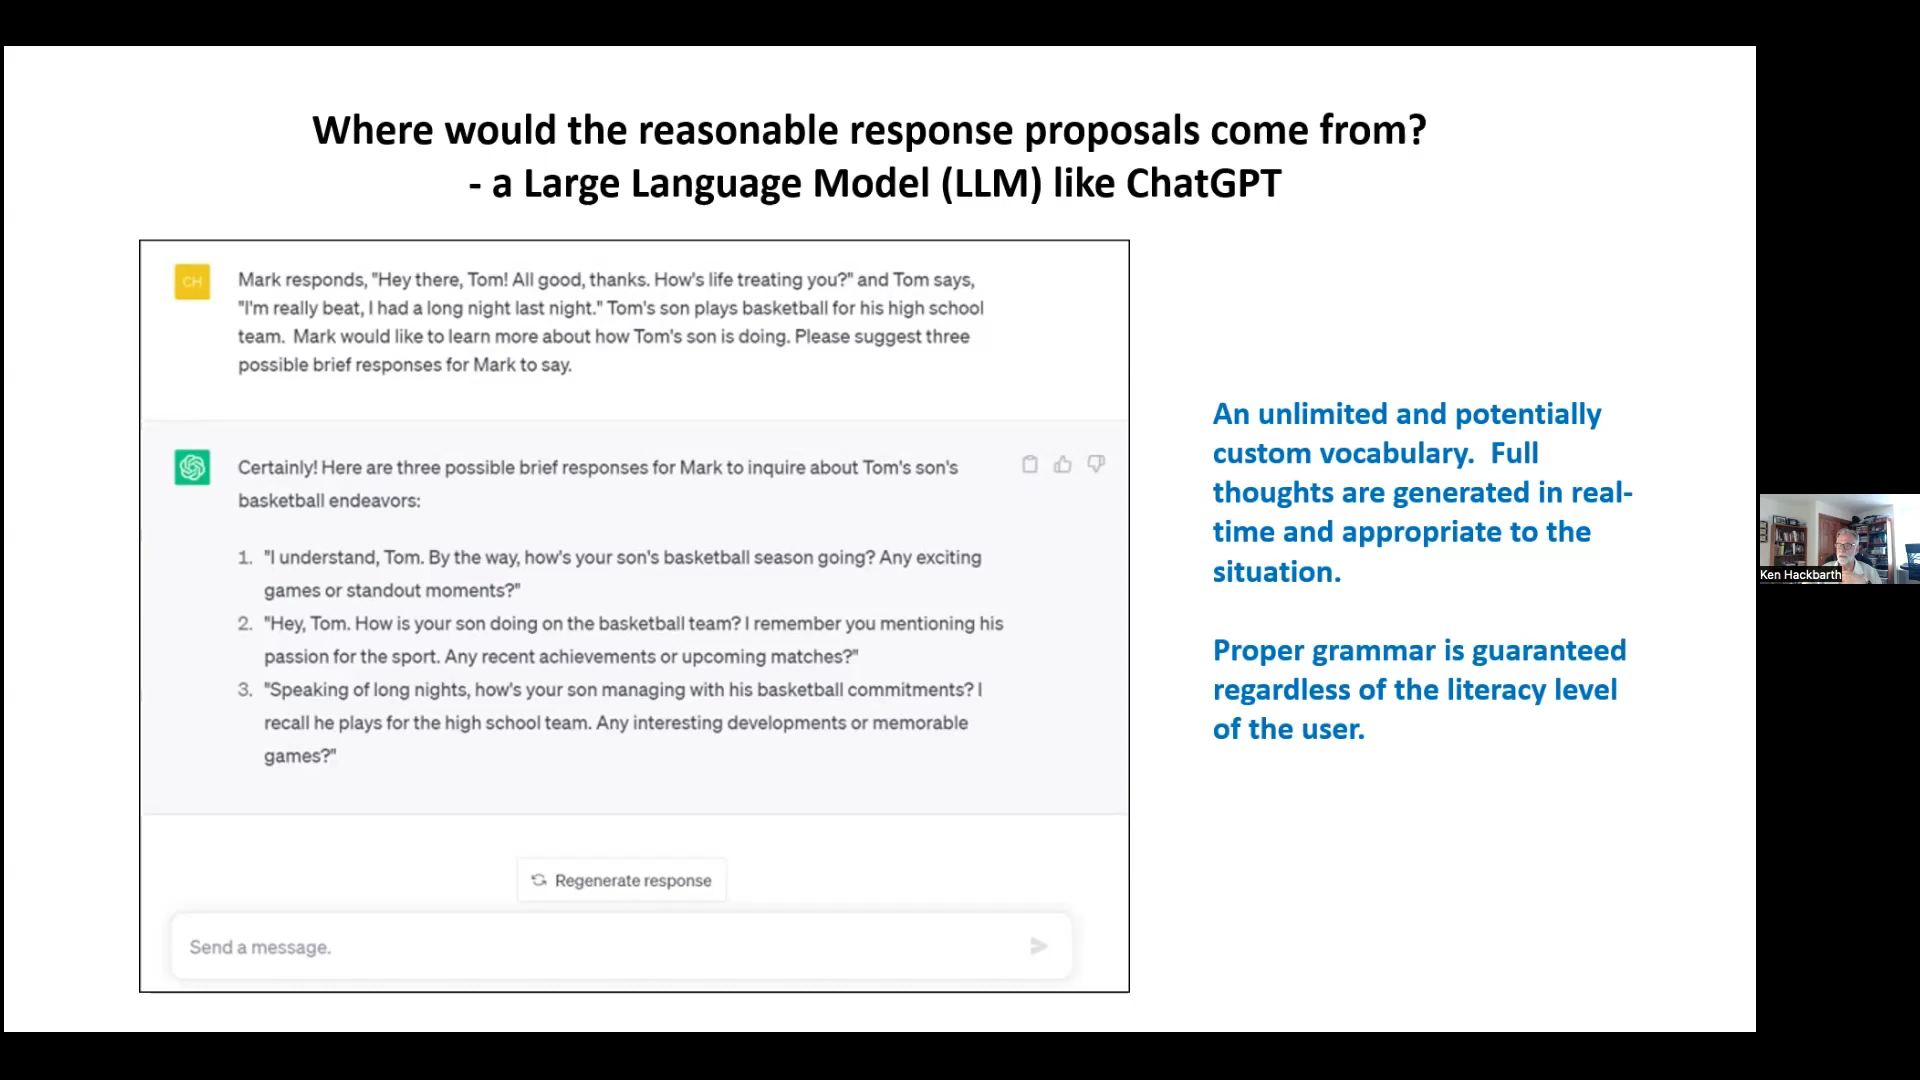 Where would the reasonable response proposals come from?
- a Large Language Model (LLM) like ChatGPT
CH
Mark responds, "Hey there, Tom! All good, thanks. How's life treating you?" and Tom says,
"I'm really beat, I had a long night last night." Tom's son plays basketball for his high school
team.  Mark would like to learn more about how Tom's son is doing. Please suggest three
possible brief responses for Mark to say.
Certainly! Here are three possible brief responses for Mark to inquire about Tom's son's
basketball endeavors:
1. "I understand, Tom. By the way, how's your son's basketball season going? Any exciting
games or standout moments?"
2. "Hey, Tom. How is your son doing on the basketball team? I remember you mentioning his
passion for the sport. Any recent achievements or upcoming matches?"
3. "Speaking of long nights, how's your son managing with his basketball commitments? I
recall he plays for the high school team. Any interesting developments or memorable
games?"
Regenerate response
Send a message.
An unlimited and potentially
custom vocabulary.  Full
thoughts are generated in real-
time and appropriate to the
situation.
Proper grammar is guaranteed
regardless of the literacy level
of the user.
Ken Hackbarth